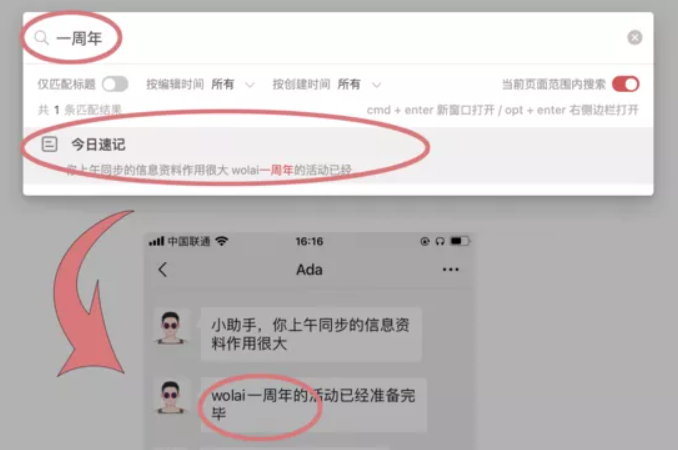 一周年
仅匹配标题 按编辑时间 所有 按创建时间 所有 当前页面范围内搜索
共 1 条匹配结果 cmd + enter 新窗口打开 / opt + enter 右侧边栏打开
今日速记
你上午同步的信息资料作用很大 wolai一周年的活动已经...
中国联通 16:16
Ada
小助手，你上午同步的信息资
料作用很大
wolai一周年的活动已经准备完
毕